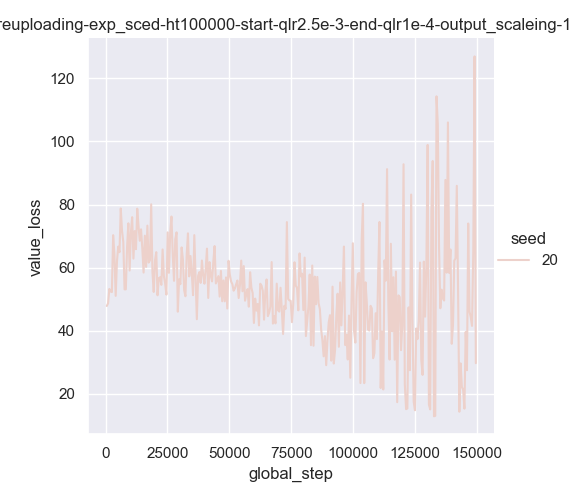 reuploading-exp_sced-ht100000-start-qlr2.5e-3-end-qlr1e-4-output_scaleing-1
120
100
80
60
40
20
value_loss
0 25000 50000 75000 100000 125000 150000
global_step
seed
20